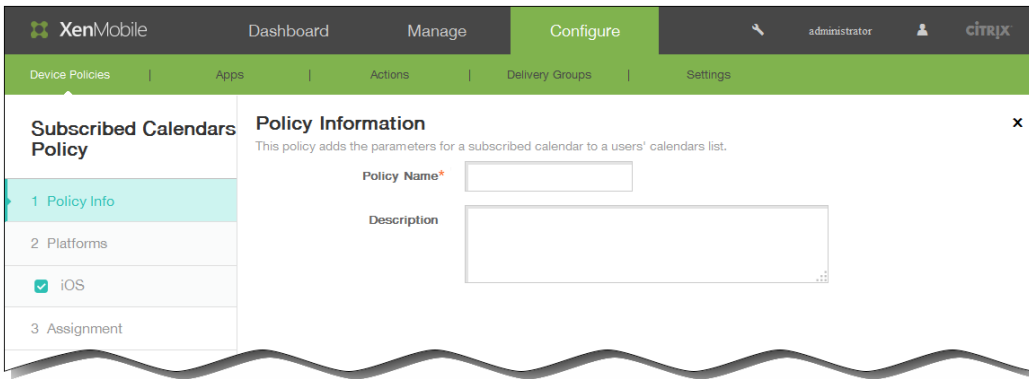 XenMobile Dashboard Manage Configure administrator CİTRIX
Device Policies | Apps | Actions | Delivery Groups | Settings
Subscribed Calendars Policy
1 Policy Info
2 Platforms
iOS
3 Assignment
Policy Information
x
This policy adds the parameters for a subscribed calendar to a users' calendars list.
Policy Name*
Description